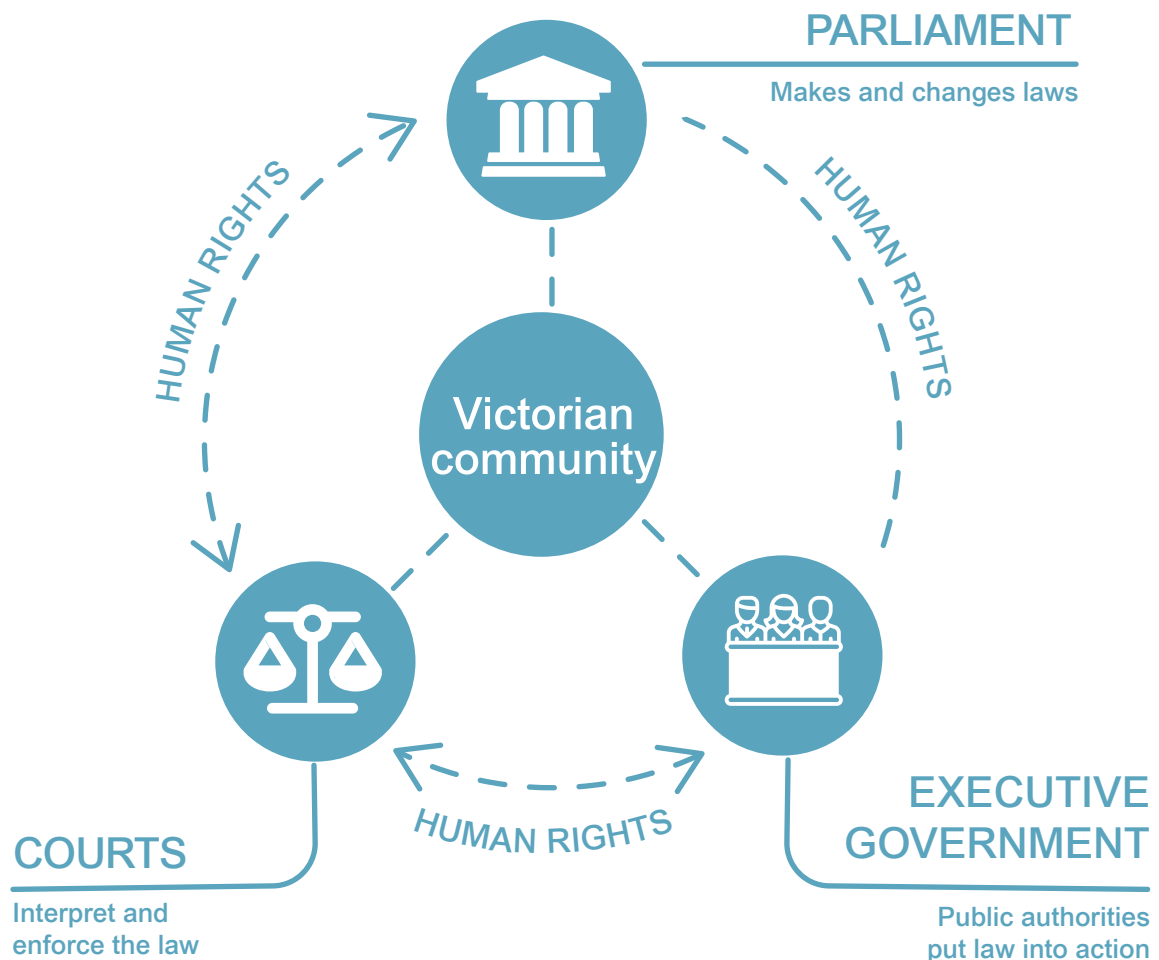 PARLIAMENT
Makes and changes laws
HUMAN RIGHTS
HUMAN RIGHTS
Victorian
community
HUMAN RIGHTS
COURTS
Interpret and
enforce the law
EXECUTIVE
GOVERNMENT
Public authorities
put law into action